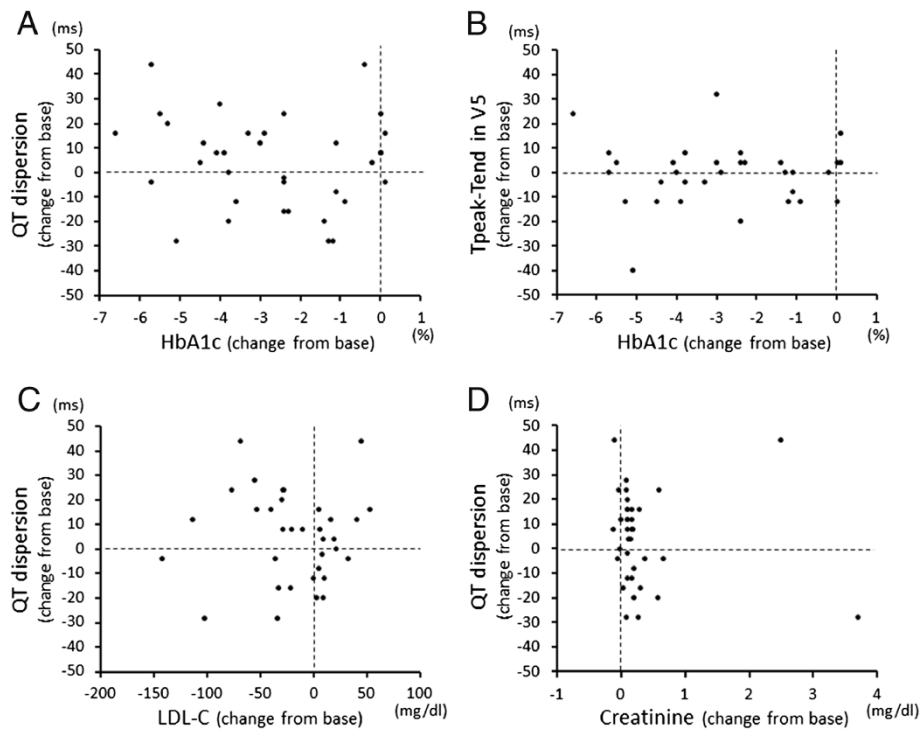 A (ms)
50
40
30
20
10
0
-10
-20
-30
-40
-50
QT dispersion
(change from base)
-7 -6 -5 -4 -3 -2 -1 0 1
HbA1c (change from base) (%)
B (ms)
50
40
30
20
10
0
-10
-20
-30
-40
-50
Tpeak-Tend in V5
(change from base)
-7 -6 -5 -4 -3 -2 -1 0 1
HbA1c (change from base) (%)
C (ms)
50
40
30
20
10
0
-10
-20
-30
-40
-50
QT dispersion
(change from base)
-200 -150 -100 -50 0 50 100
LDL-C (change from base) (mg/dl)
D (ms)
50
40
30
20
10
0
-10
-20
-30
-40
-50
QT dispersion
(change from base)
-1 0 1 2 3 4
Creatinine (change from base) (mg/dl)